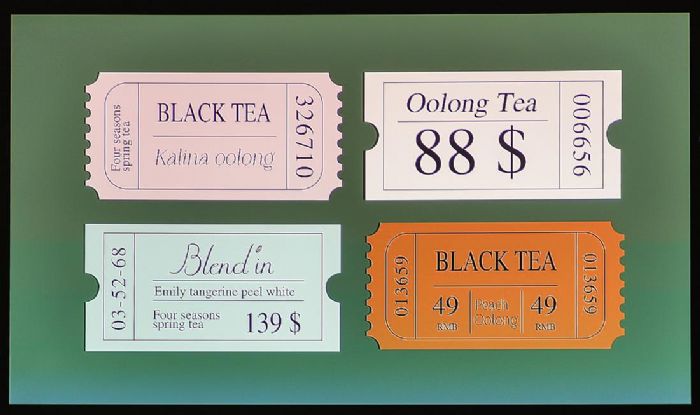 Four seasons
spring tea
BLACK TEA
Kalina oolong
326710
Oolong Tea
88 $
006656
03-52-68
Blend'in
Emily tangerine peel white
Four seasons
spring tea
139 $
013659
BLACK TEA
49
RMB
Peach
Oolong
49
RMB
013659